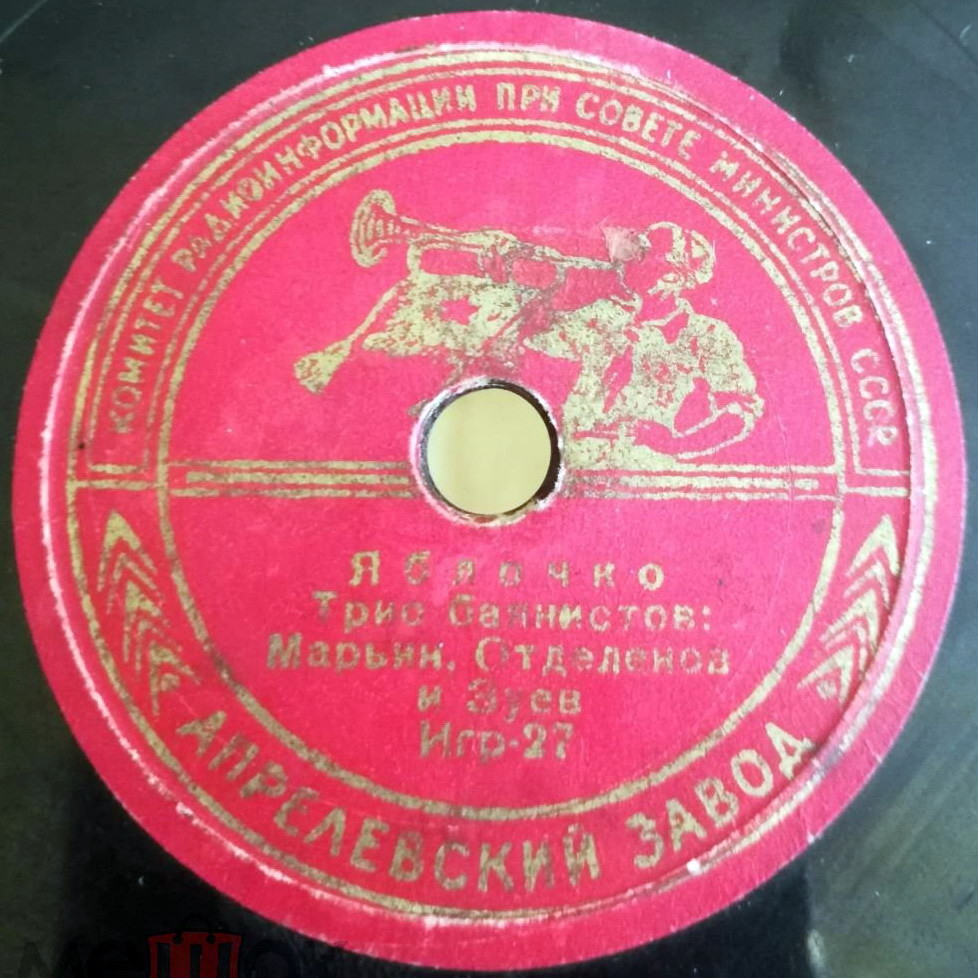 КОМИТЕТ РАДИОИНФОРМАЦИИ ПРИ СОВЕТЕ МИНИСТРОВ СССР
Яблочко
Трио баянистов:
Марьин, Отделенов
и Зуев
Игр-27
АПРЕЛЕВСКИЙ ЗАВОД